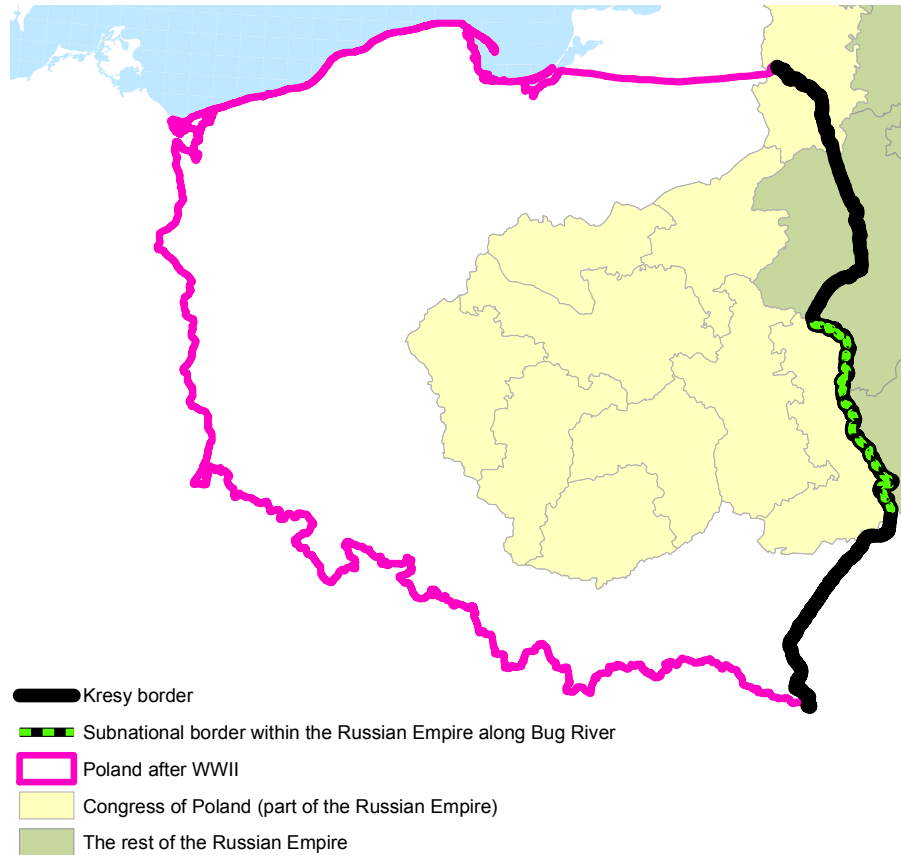 Kresy border
Subnational border within the Russian Empire along Bug River
Poland after WWII
Congress of Poland (part of the Russian Empire)
The rest of the Russian Empire